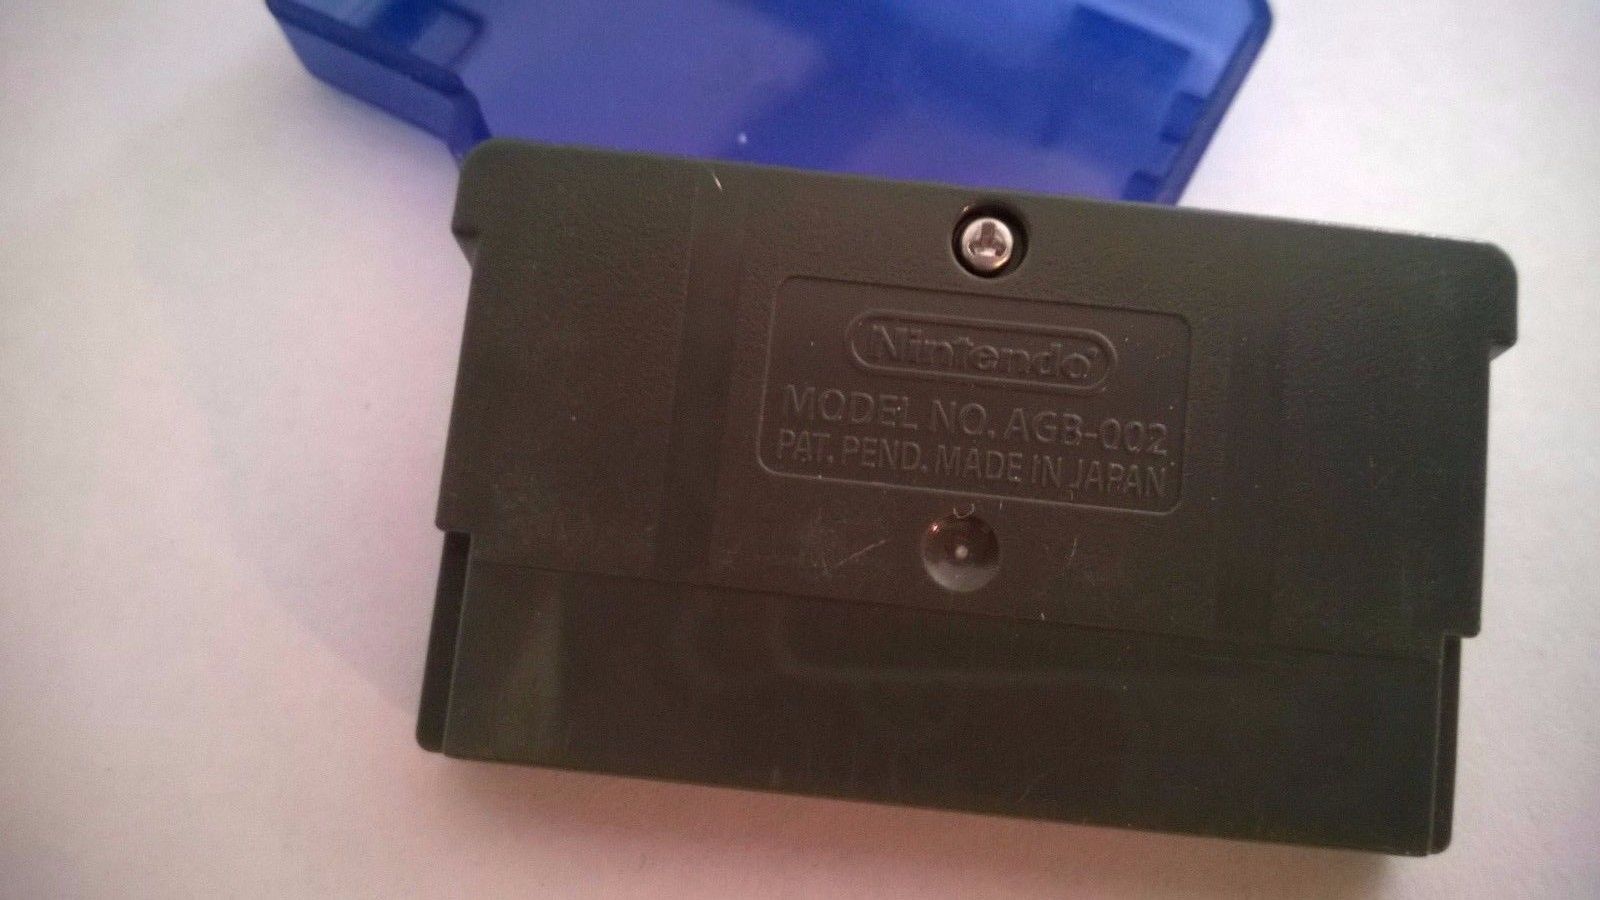 Nintendo
MODEL NO. AGB-002
PAT. PEND. MADE IN JAPAN